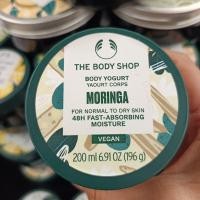 THE BODY SHOP
BODY YOGURT
YAOURT CORPS
MORINGA
FOR NORMAL TO DRY SKIN
48H FAST-ABSORBING
MOISTURE
VEGAN
200 ml 6.91 OZ (196 g)